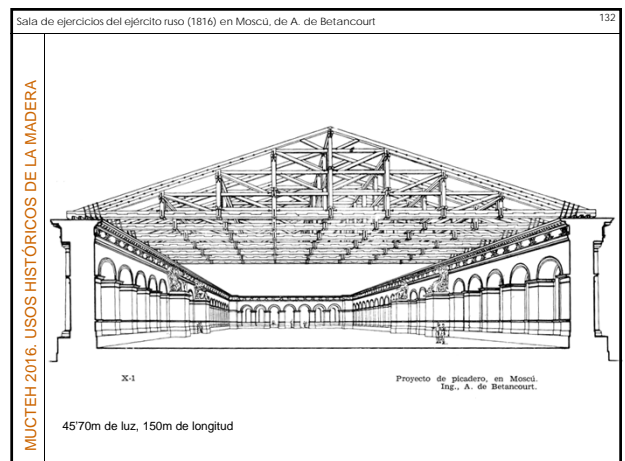 Sala de ejercicios del ejército ruso (1816) en Moscú, de A. de Betancourt
132
MUCTEH 2016. USOS HISTÓRICOS DE LA MADERA
X-1
Proyecto de picadero, en Moscú.
Ing., A. de Betancourt.
45'70m de luz, 150m de longitud